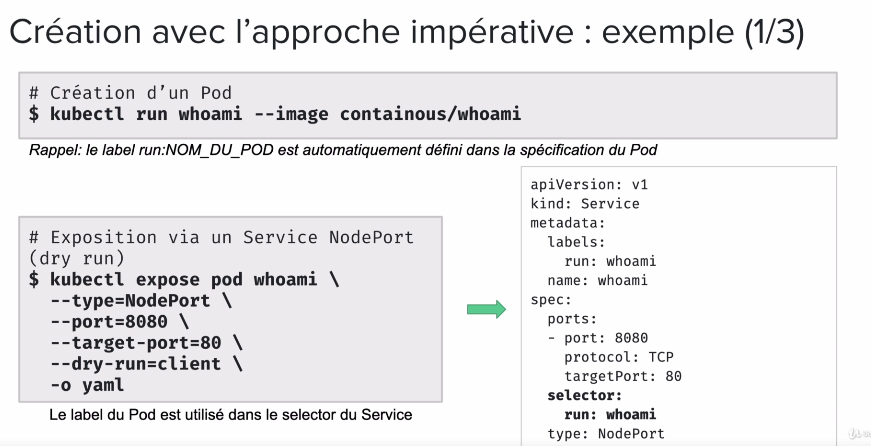 Création avec l’approche impérative : exemple (1/3)
# Création d’un Pod
$ kubectl run whoami --image containous/whoami
Rappel: le label run:NOM_DU_POD est automatiquement défini dans la spécification du Pod
# Exposition via un Service NodePort
(dry run)
$ kubectl expose pod whoami \
--type=NodePort \
--port=8080 \
--target-port=80 \
--dry-run=client \
-o yaml
Le label du Pod est utilisé dans le selector du Service
apiVersion: v1
kind: Service
metadata:
  labels:
    run: whoami
  name: whoami
spec:
  ports:
  - port: 8080
    protocol: TCP
    targetPort: 80
  selector:
    run: whoami
  type: NodePort